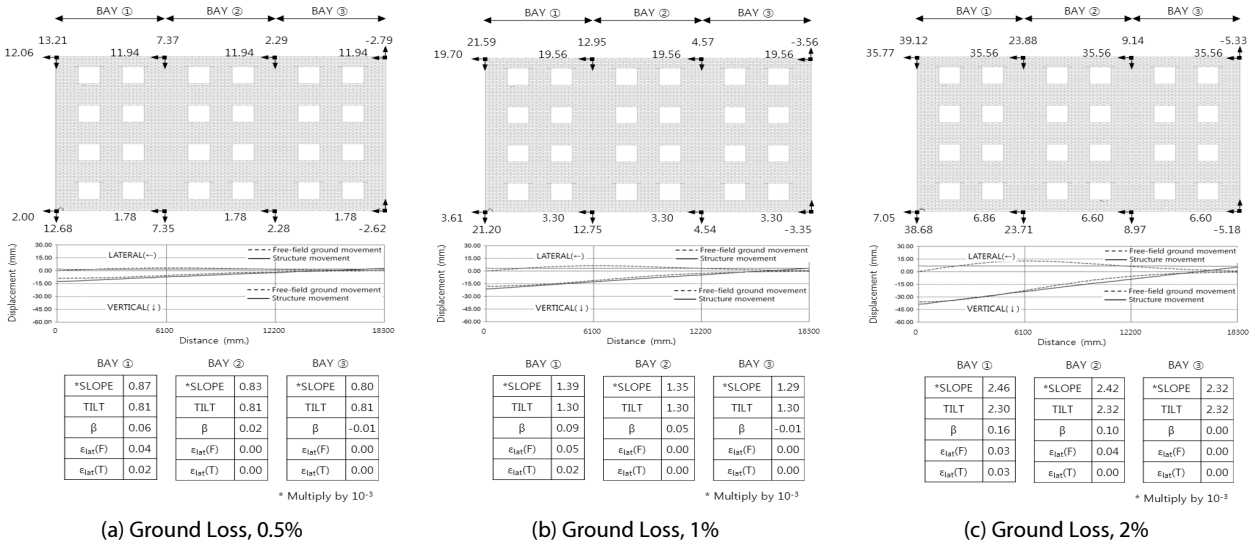 BAY ① BAY ② BAY ③
13.21 7.37 2.29 -2.79
12.06 11.94 11.94 11.94
2.00 1.78 1.78 1.78
12.68 7.35 2.28 -2.62
Displacement (mm.)
30.00
15.00
0.00
-15.00
-30.00
-45.00
-60.00
LATERAL(←)
Free-field ground movement
Structure movement
Free-field ground movement
Structure movement
VERTICAL(↓)
0 6100 12200 18300
Distance (mm.)
BAY ① BAY ② BAY ③
*SLOPE 0.87 *SLOPE 0.83 *SLOPE 0.80
TILT 0.81 TILT 0.81 TILT 0.81
β 0.06 β 0.02 β -0.01
εlat(F) 0.04 εlat(F) 0.00 εlat(F) 0.00
εlat(T) 0.02 εlat(T) 0.00 εlat(T) 0.00
* Multiply by 10-3
(a) Ground Loss, 0.5%
BAY ① BAY ② BAY ③
21.59 12.95 4.57 -3.56
19.70 19.56 19.56 19.56
3.61 3.30 3.30 3.30
21.20 12.75 4.54 -3.35
Displacement (mm.)
30.00
15.00
0.00
-15.00
-30.00
-45.00
-60.00
LATERAL(←)
Free-field ground movement
Structure movement
Free-field ground movement
Structure movement
VERTICAL(↓)
0 6100 12200 18300
Distance (mm.)
BAY ① BAY ② BAY ③
*SLOPE 1.39 *SLOPE 1.35 *SLOPE 1.29
TILT 1.30 TILT 1.30 TILT 1.30
β 0.09 β 0.05 β -0.01
εlat(F) 0.05 εlat(F) 0.00 εlat(F) 0.00
εlat(T) 0.02 εlat(T) 0.00 εlat(T) 0.00
* Multiply by 10-3
(b) Ground Loss, 1%
BAY ① BAY ② BAY ③
39.12 23.88 9.14 -5.33
35.77 35.56 35.56 35.56
7.05 6.86 6.60 6.60
38.68 23.71 8.97 -5.18
Displacement (mm.)
30.00
15.00
0.00
-15.00
-30.00
-45.00
-60.00
LATERAL(←)
Free-field ground movement
Structure movement
Free-field ground movement
Structure movement
VERTICAL(↓)
0 6100 12200 18300
Distance (mm.)
BAY ① BAY ② BAY ③
*SLOPE 2.46 *SLOPE 2.42 *SLOPE 2.32
TILT 2.30 TILT 2.32 TILT 2.32
β 0.16 β 0.10 β 0.00
εlat(F) 0.03 εlat(F) 0.04 εlat(F) 0.00
εlat(T) 0.03 εlat(T) 0.00 εlat(T) 0.00
* Multiply by 10-3
(c) Ground Loss, 2%